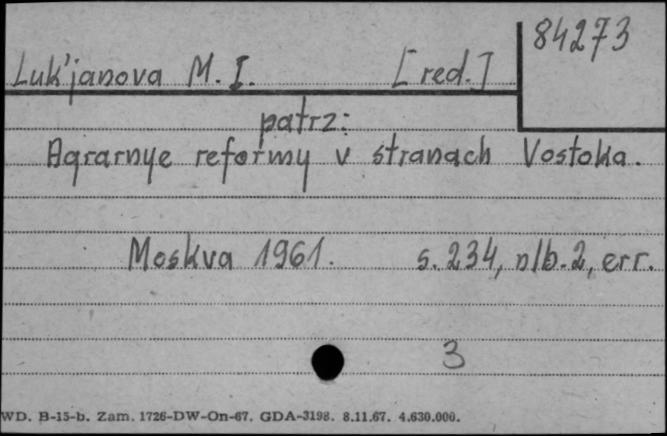 84273
Luk'janova M. I. [red.]
patrz:
Agrarnye reformy v stranach Vostoka.
Moskva 1961. s. 234, nlb. 2, err.
3
WD. B-15-b. Zam. 1726-DW-On-67. GDA-3198. 8.11.67. 4.630.000.